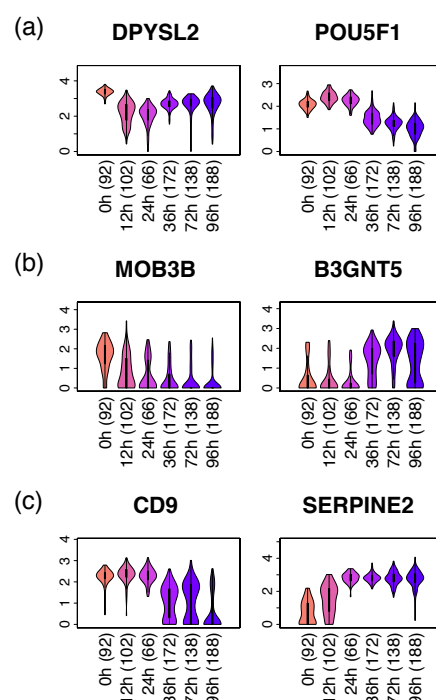 (a)
DPYSL2
POU5F1
0 2 4
0 1 2 3
0h (92) 12h (102) 24h (66) 36h (172) 72h (138) 96h (188)
0h (92) 12h (102) 24h (66) 36h (172) 72h (138) 96h (188)
(b)
MOB3B
B3GNT5
0 1 2 3 4
0 1 2 3 4
0h (92) 12h (102) 24h (66) 36h (172) 72h (138) 96h (188)
0h (92) 12h (102) 24h (66) 36h (172) 72h (138) 96h (188)
(c)
CD9
SERPINE2
0 1 2 3 4
0 2 4
0h (92) 12h (102) 24h (66) 36h (172) 72h (138) 96h (188)
0h (92) 12h (102) 24h (66) 36h (172) 72h (138) 96h (188)